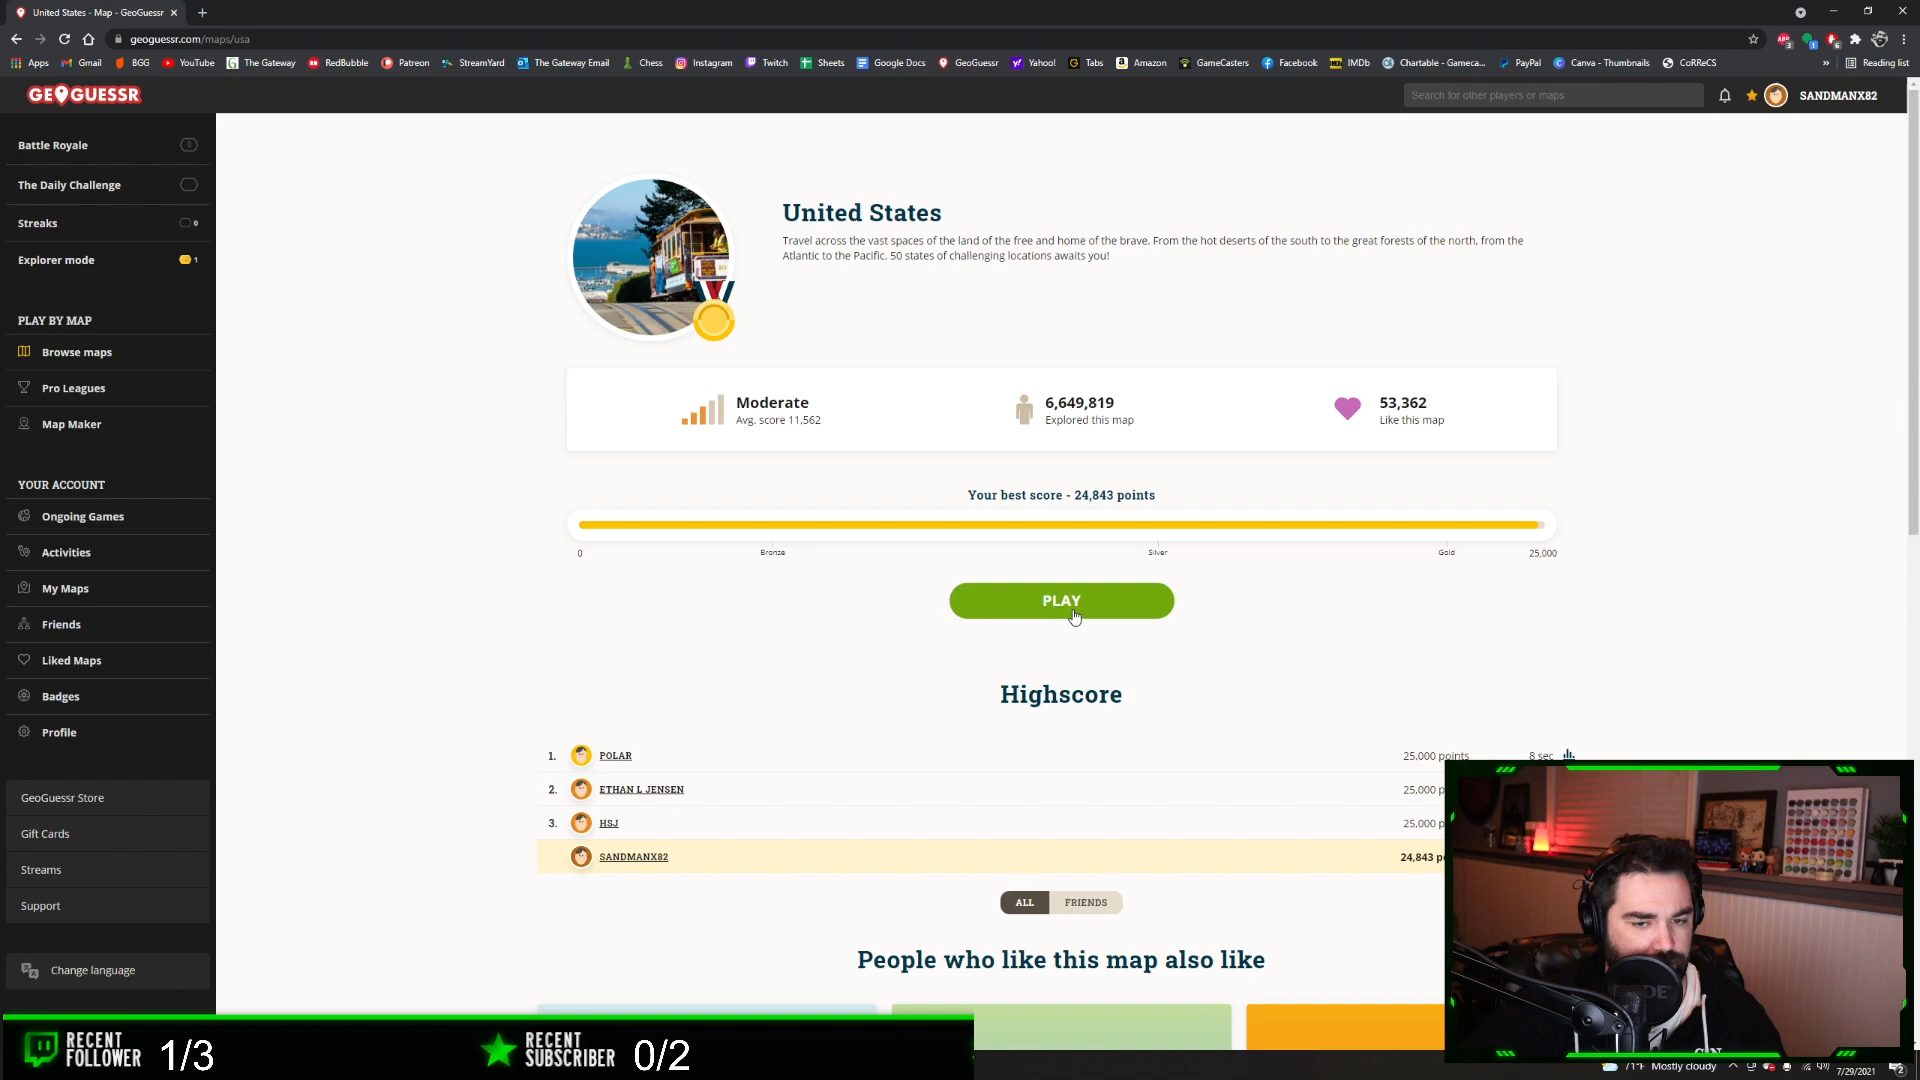 United States - Map - GeoGuessr
geoguessr.com/maps/usa
Apps Gmail BGG YouTube The Gateway RedBubble Patreon StreamYard The Gateway Email Chess Instagram Twitch Sheets Google Docs GeoGuessr Yahoo! Tabs Amazon GameCasters Facebook IMDb Chartable - Gameca... PayPal Canva - Thumbnails CoRReCS » Reading list
GEOGUESSR
Search for other players or maps
SANDMANX82
Battle Royale 0
The Daily Challenge
Streaks 0
Explorer mode 1
PLAY BY MAP
Browse maps
Pro Leagues
Map Maker
YOUR ACCOUNT
Ongoing Games
Activities
My Maps
Friends
Liked Maps
Badges
Profile
GeoGuessr Store
Gift Cards
Streams
Support
Change language
United States
Travel across the vast spaces of the land of the free and home of the brave. From the hot deserts of the south to the great forests of the north, from the
Atlantic to the Pacific. 50 states of challenging locations awaits you!
Moderate
Avg. score 11,562
6,649,819
Explored this map
53,362
Like this map
Your best score - 24,843 points
0 Bronze Silver Gold 25,000
PLAY
Highscore
1. POLAR 25,000 points 8 sec
2. ETHAN L JENSEN 25,000 p
3. HSJ 25,000 p
SANDMANX82 24,843 po
ALL FRIENDS
People who like this map also like
RECENT FOLLOWER 1/3
RECENT SUBSCRIBER 0/2
71°F Mostly cloudy
7/29/2021
2